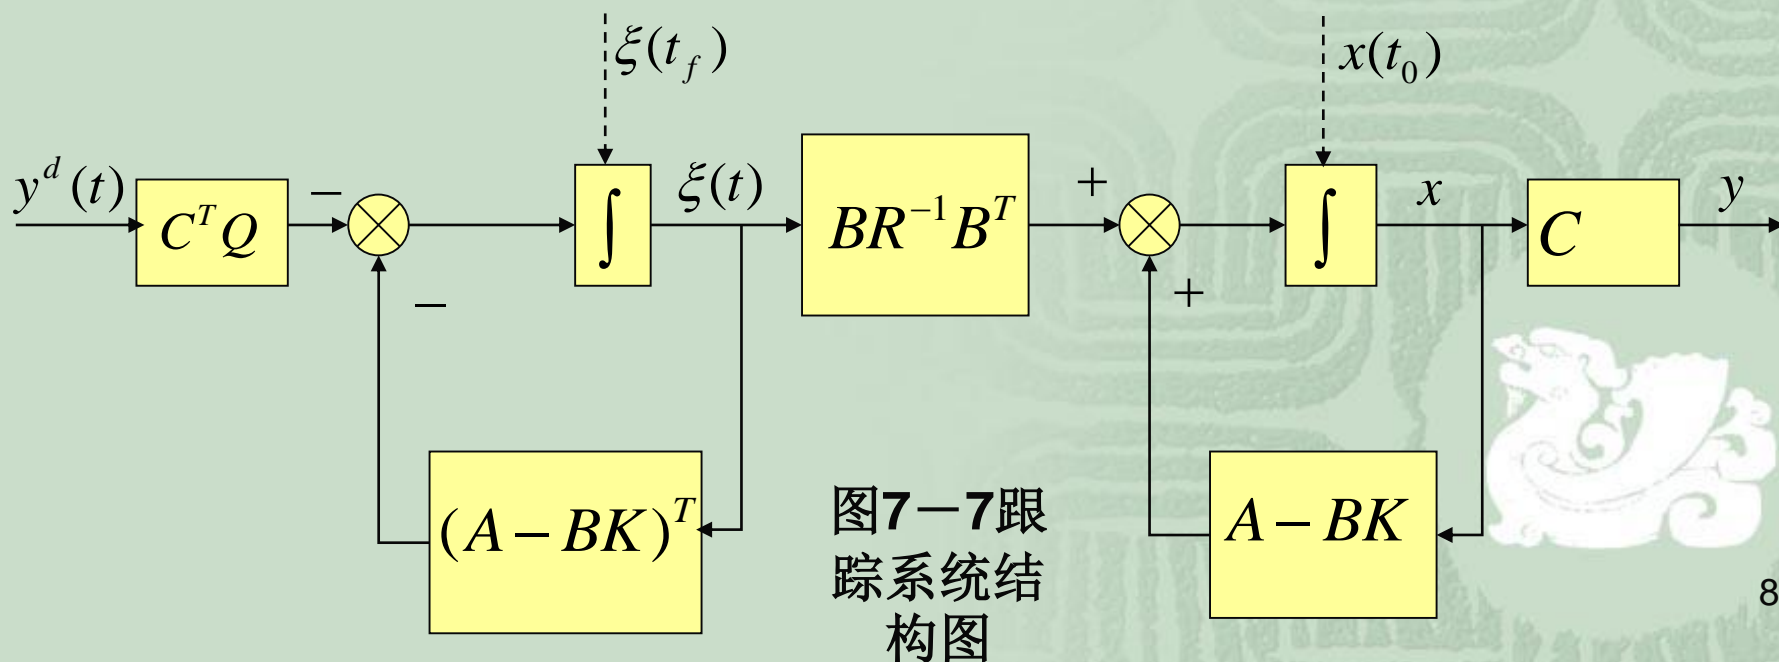 ξ(t_f)
x(t_0)
y^d(t)
C^T Q
−
−
∫
ξ(t)
BR^{−1}B^T
+
+
∫
x
C
y
(A − BK)^T
A − BK
图7－7跟
踪系统结
构图
8